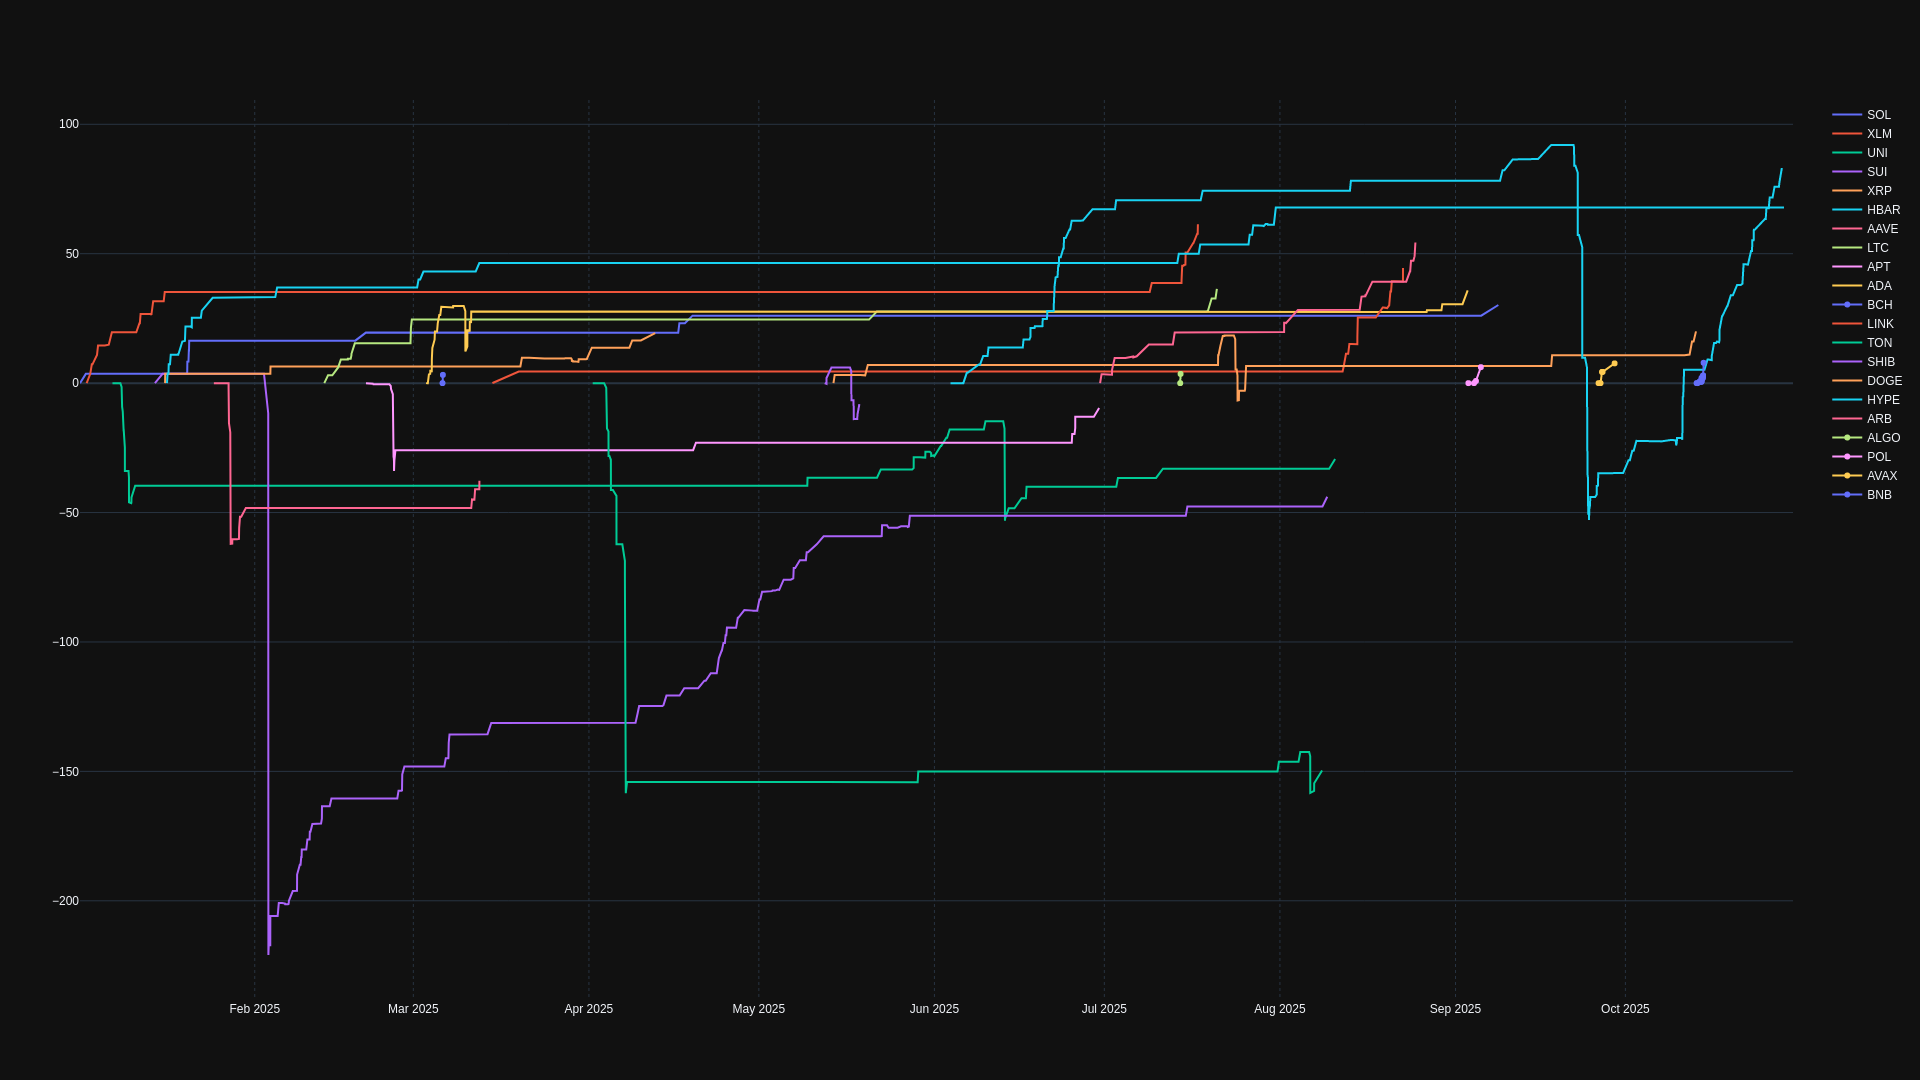 100
50
0
−50
−100
−150
−200
Feb 2025
Mar 2025
Apr 2025
May 2025
Jun 2025
Jul 2025
Aug 2025
Sep 2025
Oct 2025
SOL
XLM
UNI
SUI
XRP
HBAR
AAVE
LTC
APT
ADA
BCH
LINK
TON
SHIB
DOGE
HYPE
ARB
ALGO
POL
AVAX
BNB